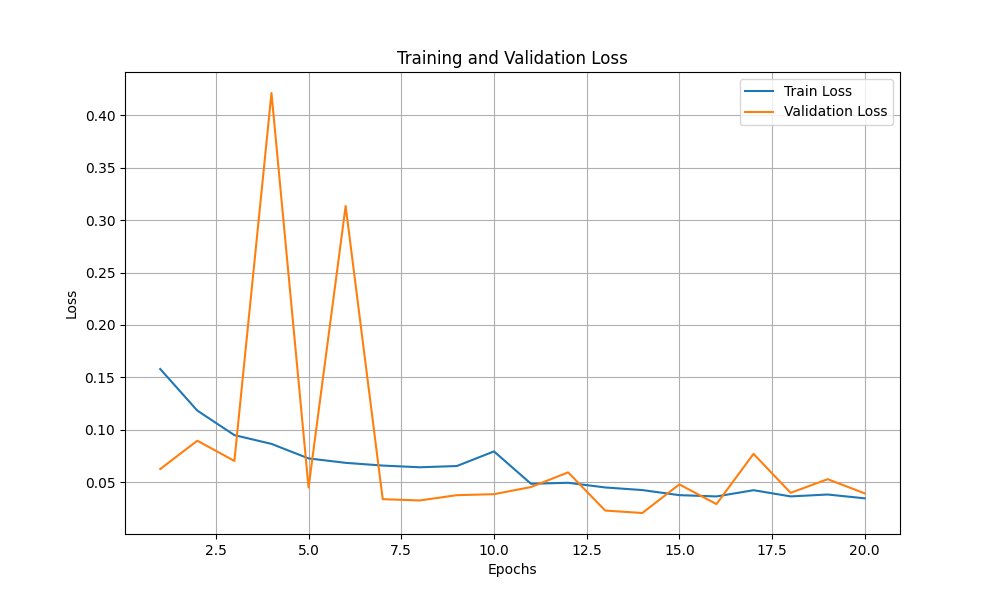 Training and Validation Loss
Train Loss
Validation Loss
0.40
0.35
0.30
0.25
0.20
0.15
0.10
0.05
Loss
2.5 5.0 7.5 10.0 12.5 15.0 17.5 20.0
Epochs